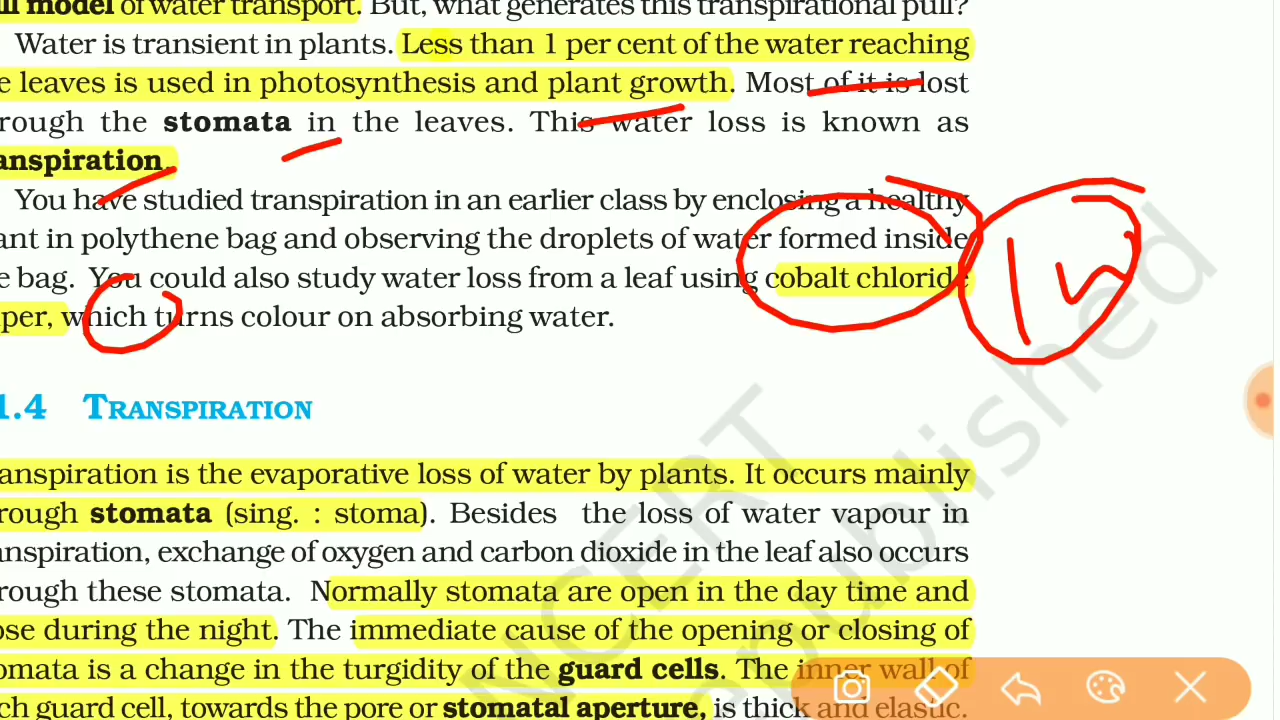 ll model of water transport. But, what generates this transpirational pull?
Water is transient in plants. Less than 1 per cent of the water reaching
e leaves is used in photosynthesis and plant growth. Most of it is lost
rough the stomata in the leaves. This water loss is known as
anspiration.
You have studied transpiration in an earlier class by enclosing a healthy
ant in polythene bag and observing the droplets of water formed inside
e bag. You could also study water loss from a leaf using cobalt chloride
per, which turns colour on absorbing water.
1.4 TRANSPIRATION
anspiration is the evaporative loss of water by plants. It occurs mainly
rough stomata (sing. : stoma). Besides the loss of water vapour in
anspiration, exchange of oxygen and carbon dioxide in the leaf also occurs
rough these stomata. Normally stomata are open in the day time and
ose during the night. The immediate cause of the opening or closing of
omata is a change in the turgidity of the guard cells. The inner wall of
ch guard cell, towards the pore or stomatal aperture, is thick and elastic.
NCERT
published